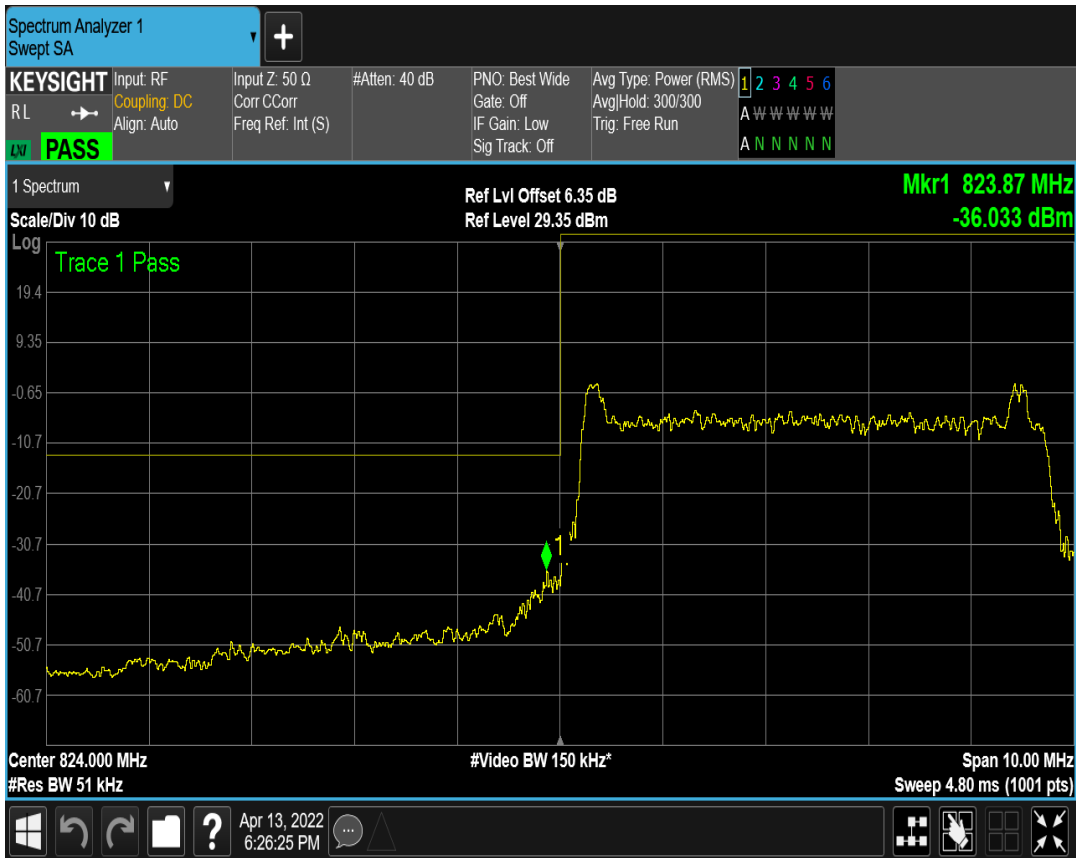 Spectrum Analyzer 1
Swept SA
+
KEYSIGHT
R L
LXI PASS
Input: RF
Coupling: DC
Align: Auto
Input Z: 50 Ω
Corr CCorr
Freq Ref: Int (S)
#Atten: 40 dB
PNO: Best Wide
Gate: Off
IF Gain: Low
Sig Track: Off
Avg Type: Power (RMS)
Avg|Hold: 300/300
Trig: Free Run
1 2 3 4 5 6
A W W W W W
A N N N N N
1 Spectrum
Scale/Div 10 dB
Ref Lvl Offset 6.35 dB
Ref Level 29.35 dBm
Mkr1 823.87 MHz
-36.033 dBm
Log
Trace 1 Pass
19.4
9.35
-0.65
-10.7
-20.7
-30.7
-40.7
-50.7
-60.7
1
Center 824.000 MHz
#Res BW 51 kHz
#Video BW 150 kHz*
Span 10.00 MHz
Sweep 4.80 ms (1001 pts)
?
Apr 13, 2022
6:26:25 PM